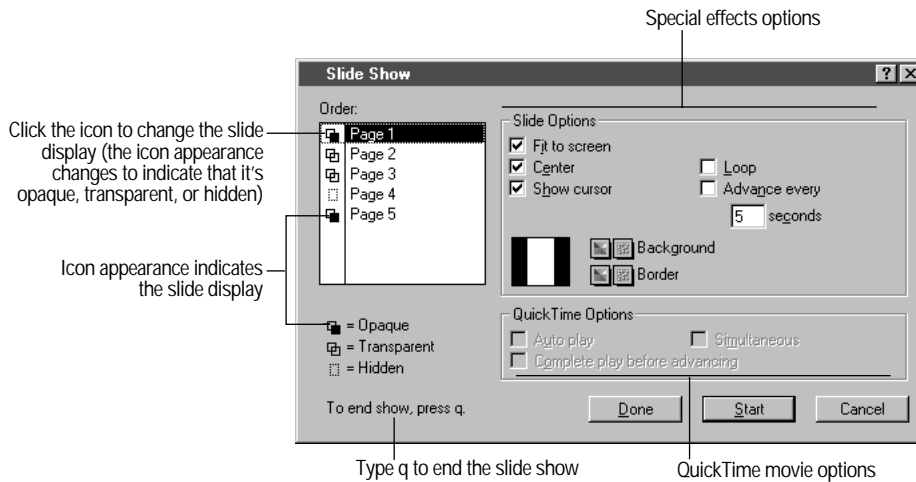 Special effects options
Slide Show
Order:
Click the icon to change the slide
display (the icon appearance
changes to indicate that it's
opaque, transparent, or hidden)
Page 1
Page 2
Page 3
Page 4
Page 5
Icon appearance indicates
the slide display
= Opaque
= Transparent
= Hidden
To end show, press q.
Type q to end the slide show
Slide Options
Fit to screen
Center
Loop
Show cursor
Advance every
5 seconds
Background
Border
QuickTime Options
Auto play
Simultaneous
Complete play before advancing
Done
Start
Cancel
QuickTime movie options